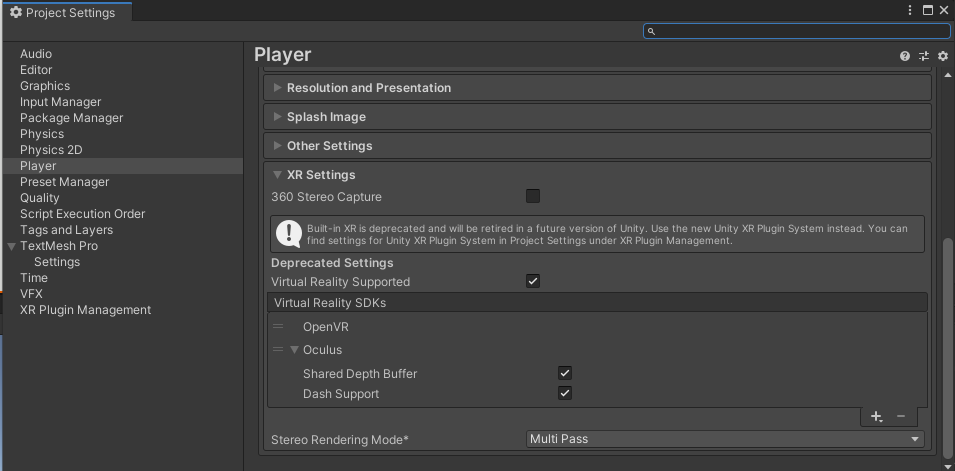 Project Settings
Audio
Editor
Graphics
Input Manager
Package Manager
Physics
Physics 2D
Player
Preset Manager
Quality
Script Execution Order
Tags and Layers
TextMesh Pro
Settings
Time
VFX
XR Plugin Management
Player
Resolution and Presentation
Splash Image
Other Settings
XR Settings
360 Stereo Capture
Built-in XR is deprecated and will be retired in a future version of Unity. Use the new Unity XR Plugin System instead. You can
find settings for Unity XR Plugin System in Project Settings under XR Plugin Management.
Deprecated Settings
Virtual Reality Supported
Virtual Reality SDKs
OpenVR
Oculus
Shared Depth Buffer
Dash Support
Stereo Rendering Mode* Multi Pass